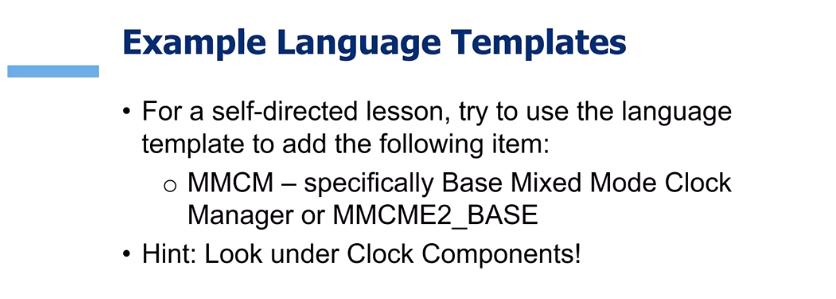 Example Language Templates
• For a self-directed lesson, try to use the language
template to add the following item:
o MMCM – specifically Base Mixed Mode Clock
Manager or MMCME2_BASE
• Hint: Look under Clock Components!